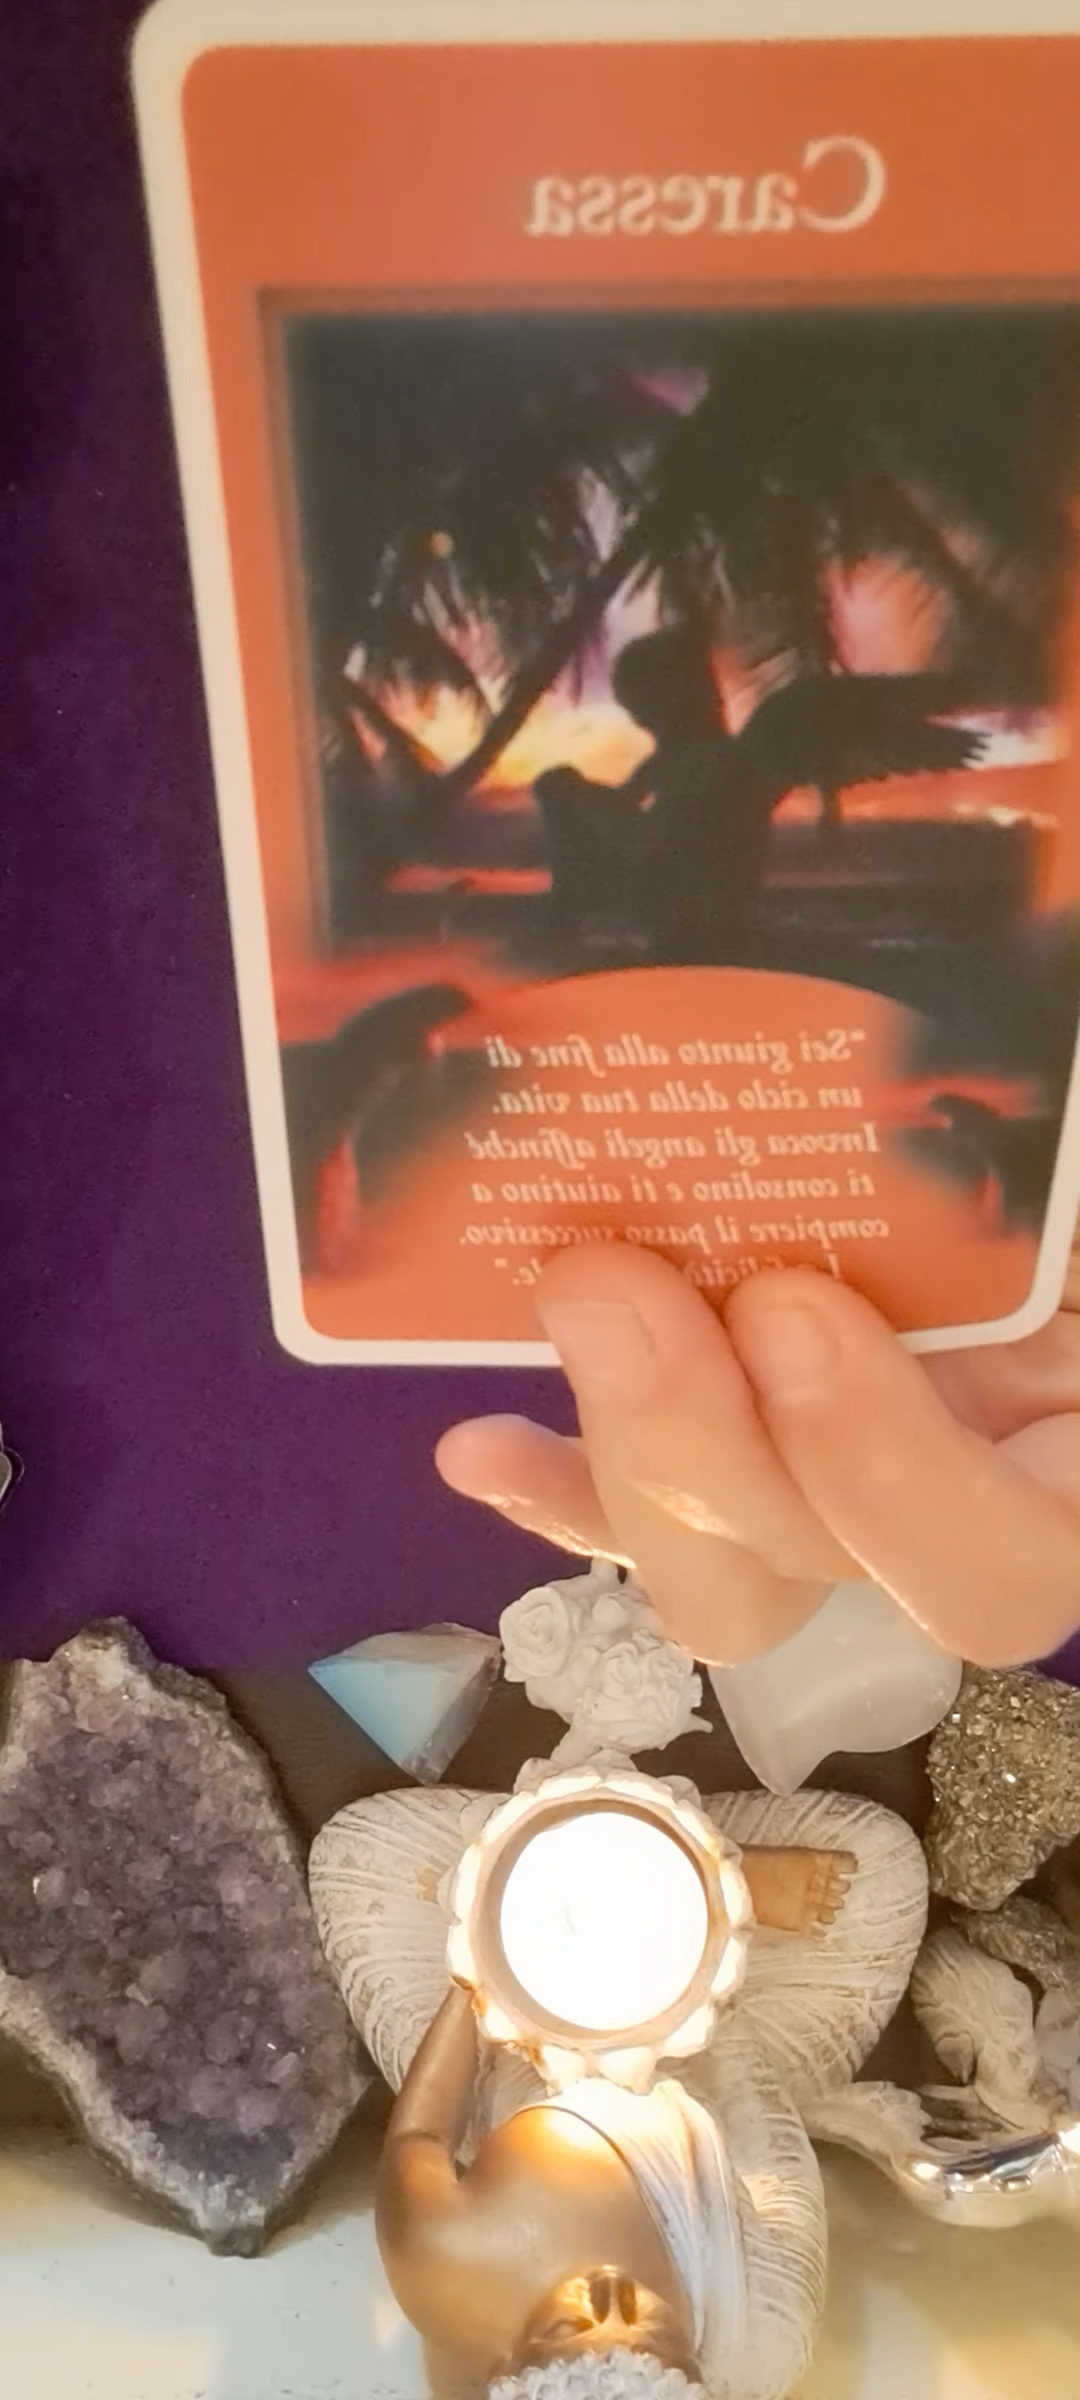 Caressa
"Sei giunto alla fine di
un ciclo della tua vita.
Invoca gli angeli affinché
ti consolino e ti aiutino a
compiere il passo successivo.